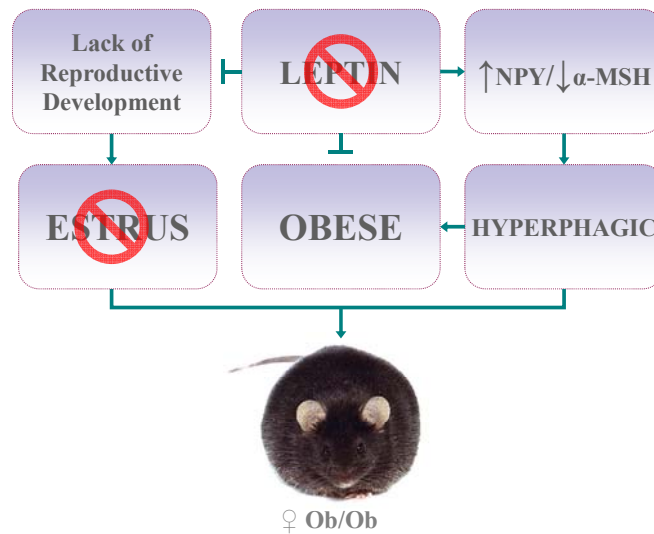 Lack of
Reproductive
Development
LEPTIN
↑NPY/↓α-MSH
ESTRUS
OBESE
HYPERPHAGIC
♀ Ob/Ob